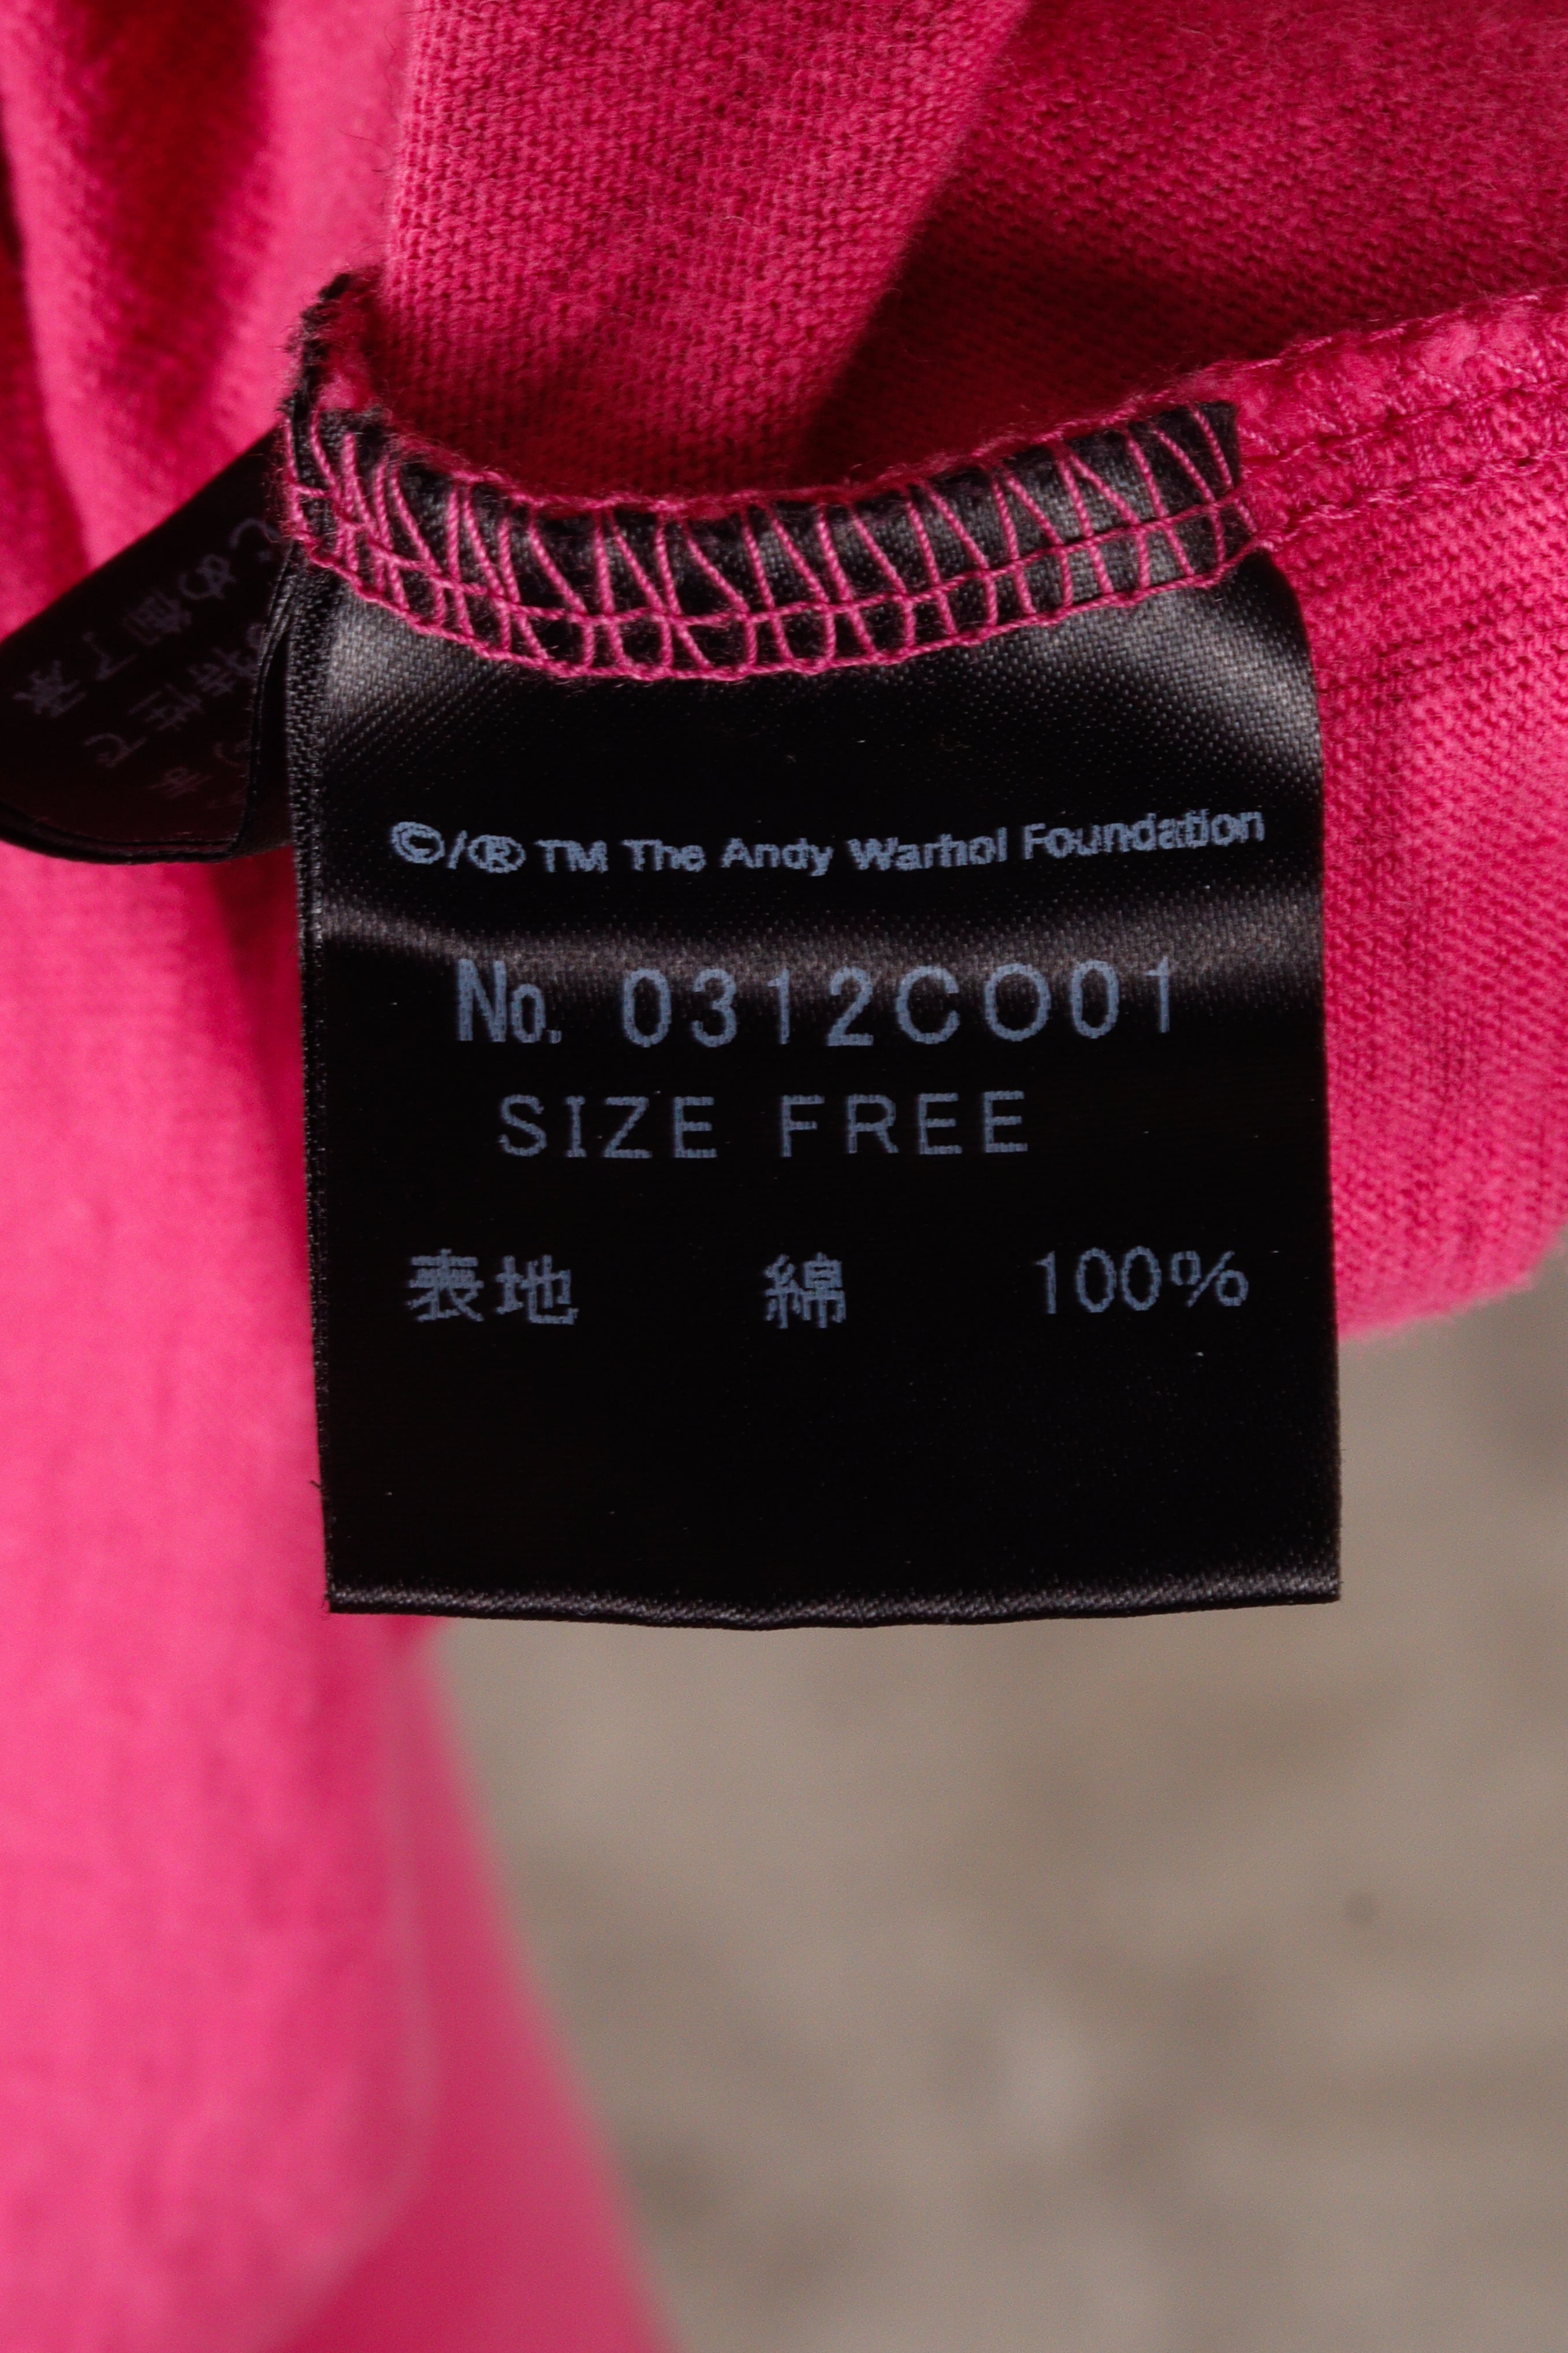 ©/® TM The Andy Warhol Foundation
No. 0312CO01
SIZE FREE
表地 綿 100%